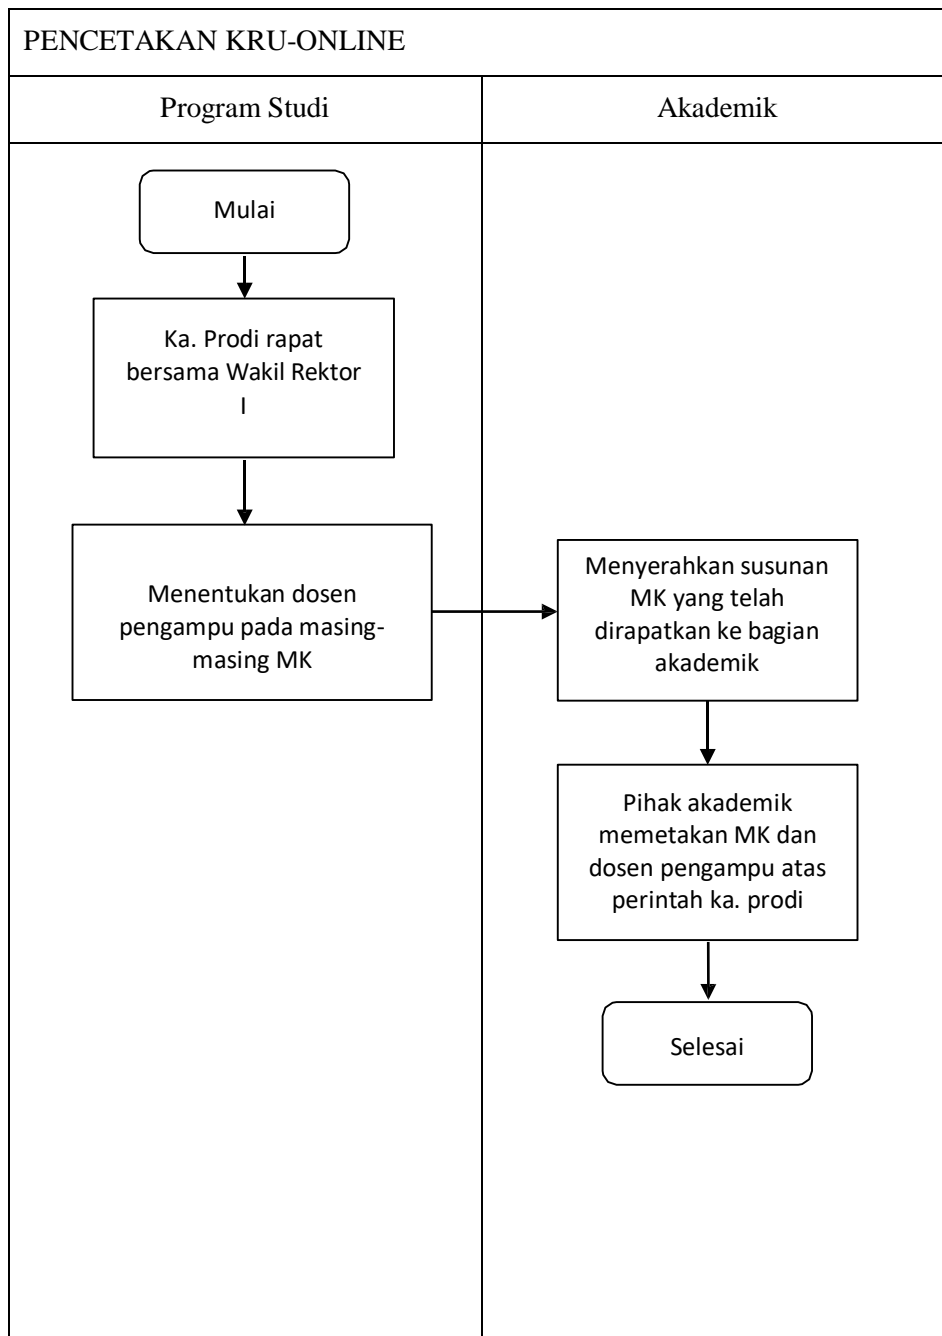 PENCETAKAN KRU-ONLINE
Program Studi
Akademik
Mulai
Ka. Prodi rapat
bersama Wakil Rektor
I
Menentukan dosen
pengampu pada masing-
masing MK
Menyerahkan susunan
MK yang telah
dirapatkan ke bagian
akademik
Pihak akademik
memetakan MK dan
dosen pengampu atas
perintah ka. prodi
Selesai